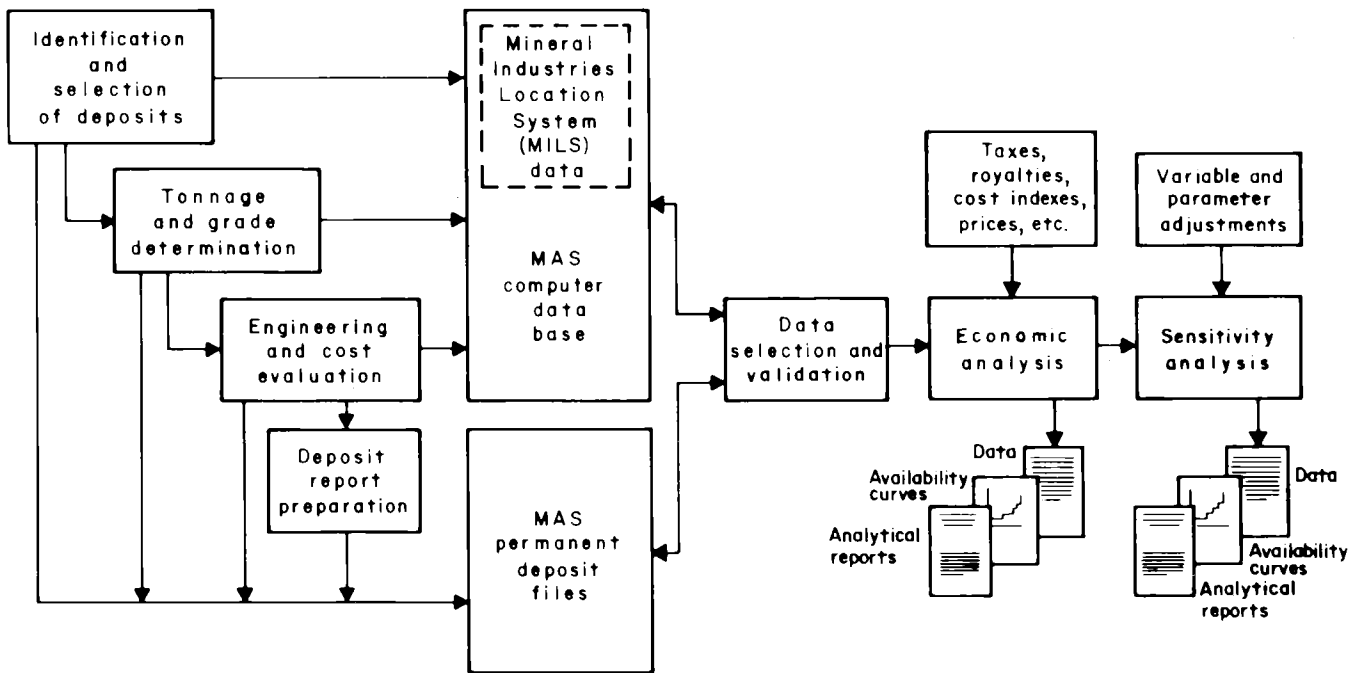 Identification
and
selection
of deposits
Mineral
Industries
Location
System
(MILS)
data
Tonnage
and grade
determination
MAS
computer
data
base
Engineering
and cost
evaluation
Deposit
report
preparation
MAS
permanent
deposit
files
Data
selection and
validation
Taxes,
royalties,
cost indexes,
prices, etc.
Variable and
parameter
adjustments
Economic
analysis
Sensitivity
analysis
Data
Availability
curves
Analytical
reports
Data
Availability
curves
Analytical
reports